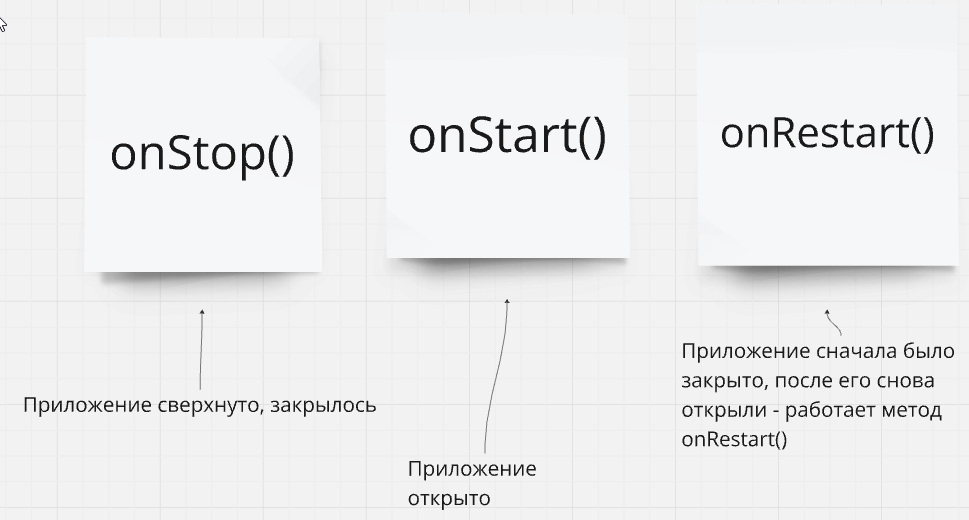 onStop()
onStart()
onRestart()
Приложение сверхнуто, закрылось
Приложение
открыто
Приложение сначала было
закрыто, после его снова
открыли - работает метод
onRestart()